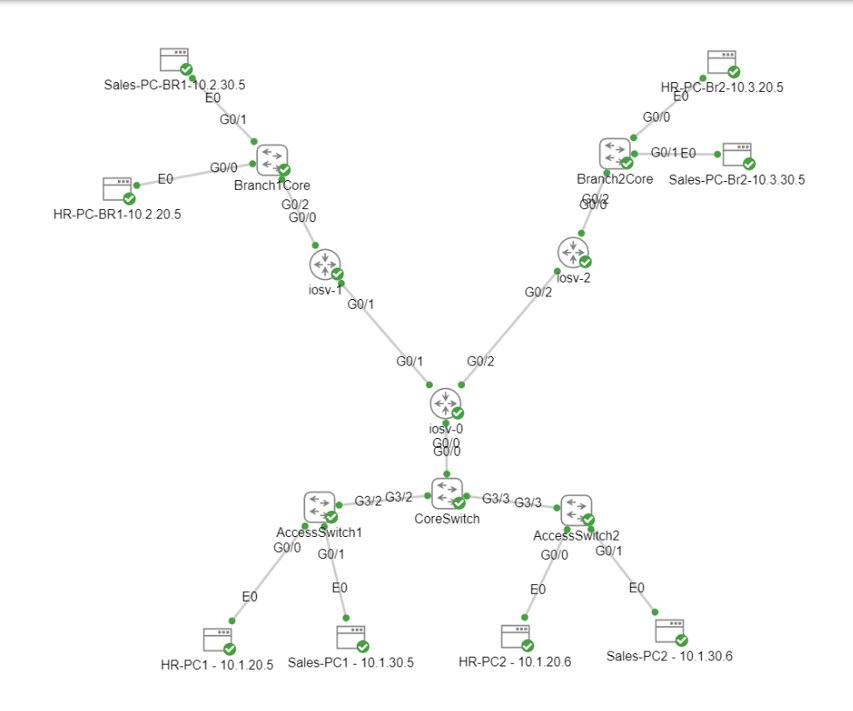 Sales-PC-BR1-10.2.30.5
E0
G0/1
HR-PC-Br2-10.3.20.5
E0
G0/0
G0/0
E0
Branch1Core
HR-PC-BR1-10.2.20.5
G0/1
E0
Branch2Core
Sales-PC-Br2-10.3.30.5
G0/2
G0/0
G0/2
G0/0
iosv-1
G0/1
iosv-2
G0/2
G0/1
G0/2
iosv-0
G0/0
G0/0
G3/2
G3/2
G3/3
G3/3
CoreSwitch
AccessSwitch1
G0/0
G0/1
AccessSwitch2
G0/0
G0/1
E0
E0
E0
E0
HR-PC1 - 10.1.20.5
Sales-PC1 - 10.1.30.5
HR-PC2 - 10.1.20.6
Sales-PC2 - 10.1.30.6